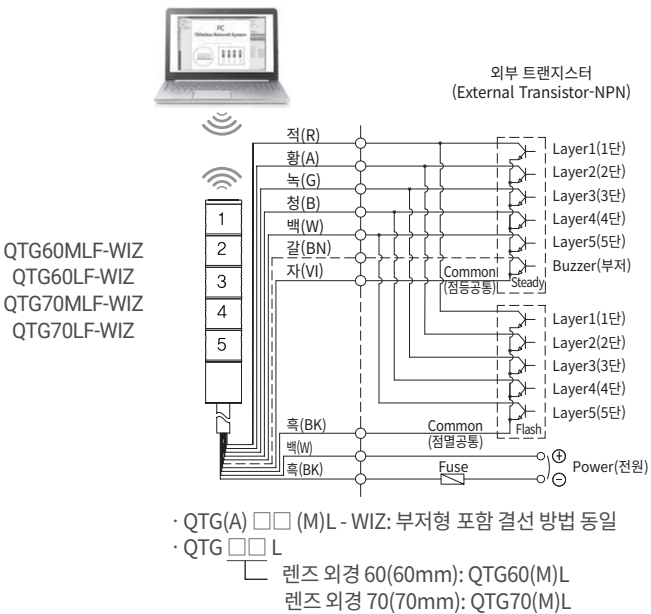 PC
Wireless Network System
외부 트랜지스터
(External Transistor-NPN)
적(R)
황(A)
녹(G)
청(B)
백(W)
갈(BN)
자(VI)
Layer1(1단)
Layer2(2단)
Layer3(3단)
Layer4(4단)
Layer5(5단)
Buzzer(부저)
Common
(점등공통)
Steady
1
2
3
4
5
QTG60MLF-WIZ
QTG60LF-WIZ
QTG70MLF-WIZ
QTG70LF-WIZ
Layer1(1단)
Layer2(2단)
Layer3(3단)
Layer4(4단)
Layer5(5단)
Flash
흑(BK)
Common
(점멸공통)
백(W)
흑(BK)
Fuse
⊕
⊖
Power(전원)
· QTG(A) □□ (M)L - WIZ: 부저형 포함 결선 방법 동일
· QTG □□ L
렌즈 외경 60(60mm): QTG60(M)L
렌즈 외경 70(70mm): QTG70(M)L